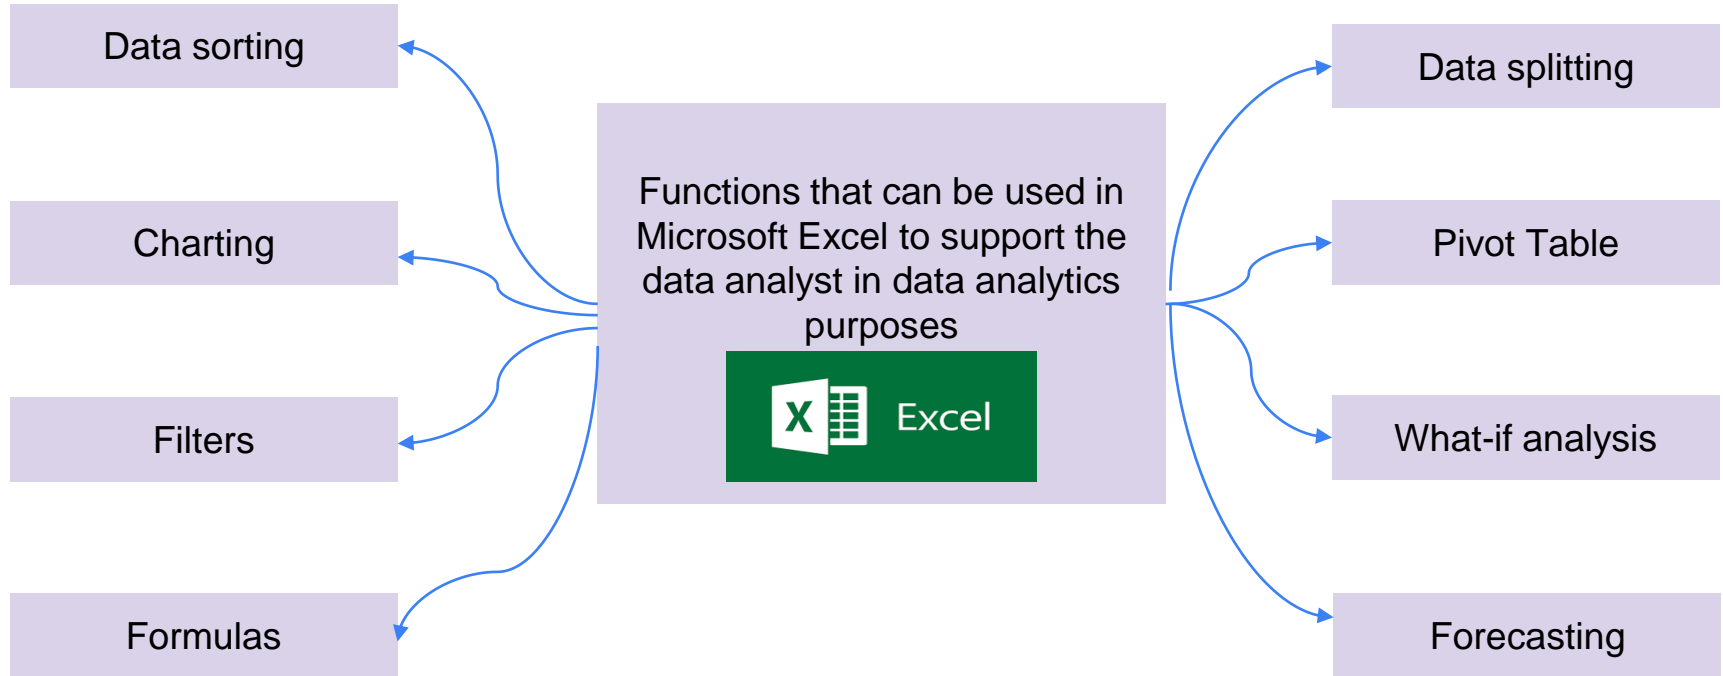 Data sorting
Charting
Filters
Formulas
Functions that can be used in
Microsoft Excel to support the
data analyst in data analytics
purposes
X Excel
Data splitting
Pivot Table
What-if analysis
Forecasting